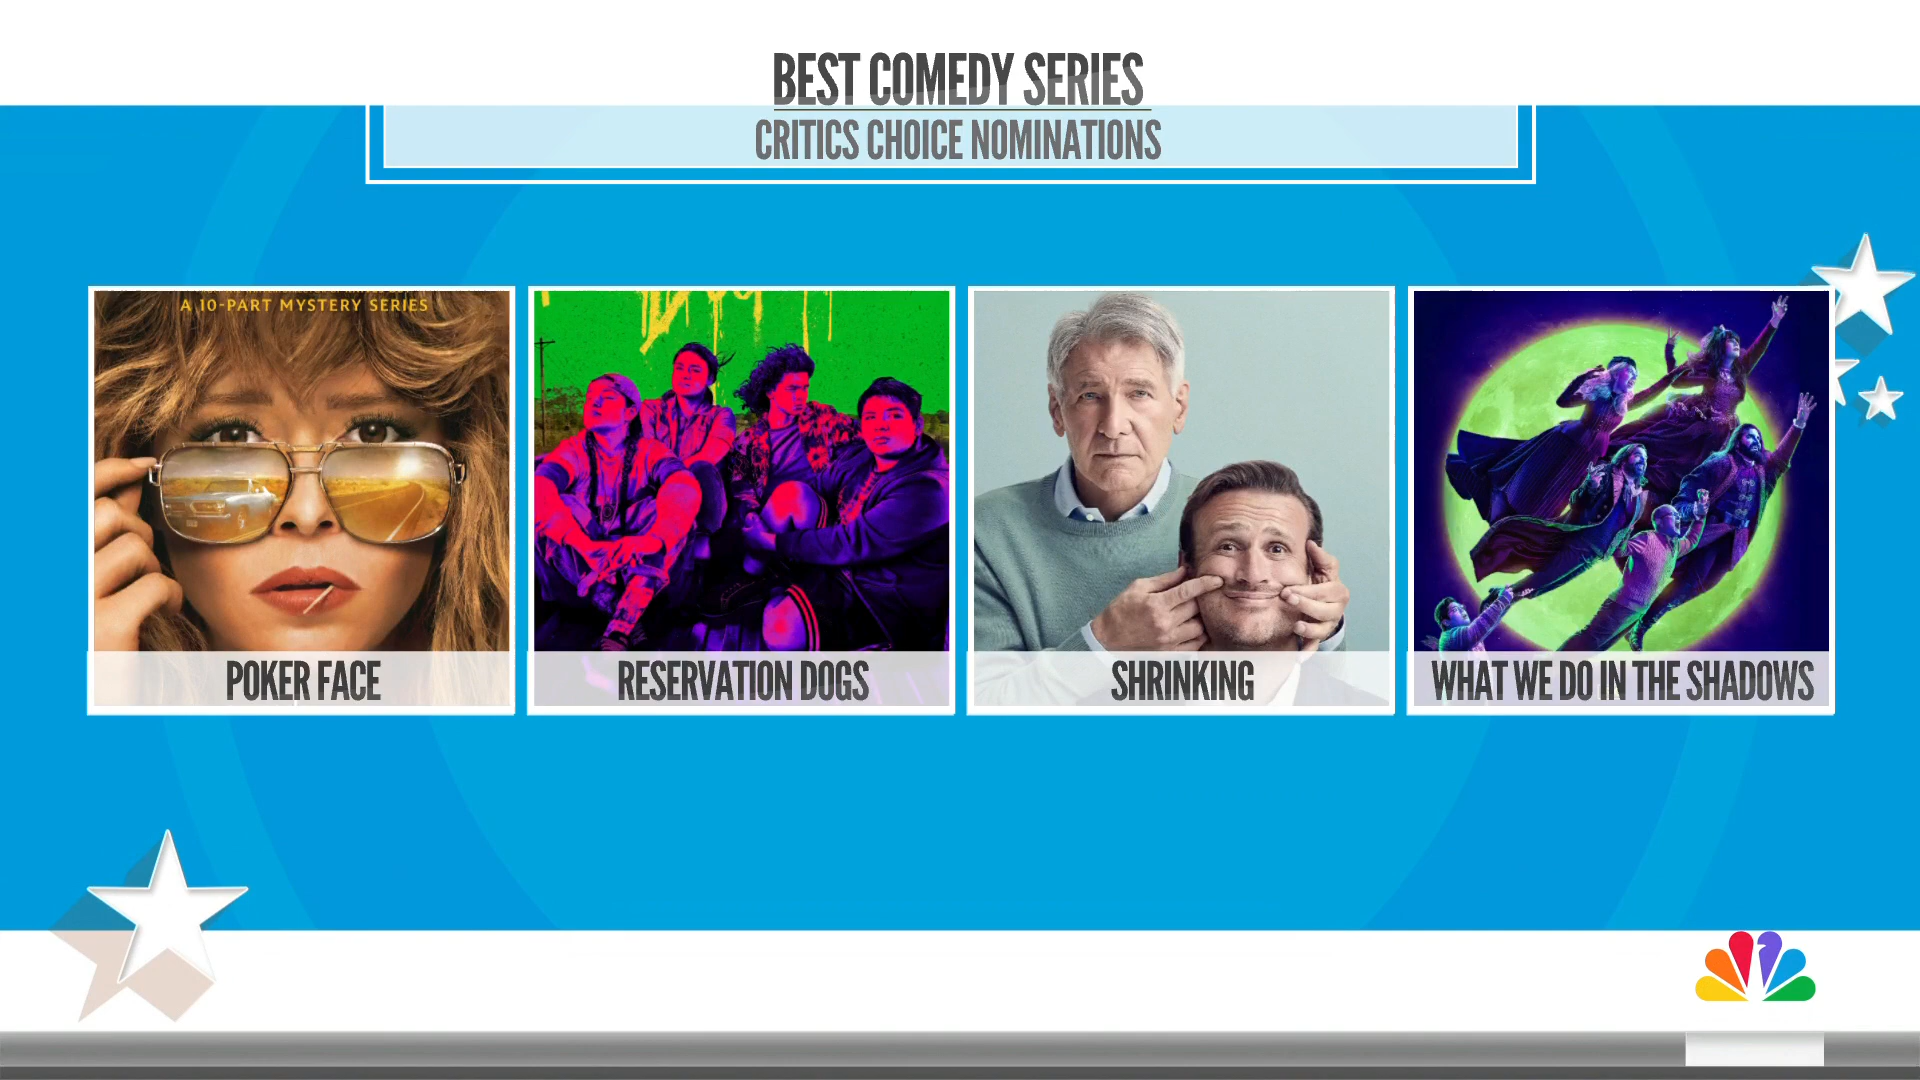 BEST COMEDY SERIES
CRITICS CHOICE NOMINATIONS
A 10-PART MYSTERY SERIES
POKER FACE
RESERVATION DOGS
SHRINKING
WHAT WE DO IN THE SHADOWS